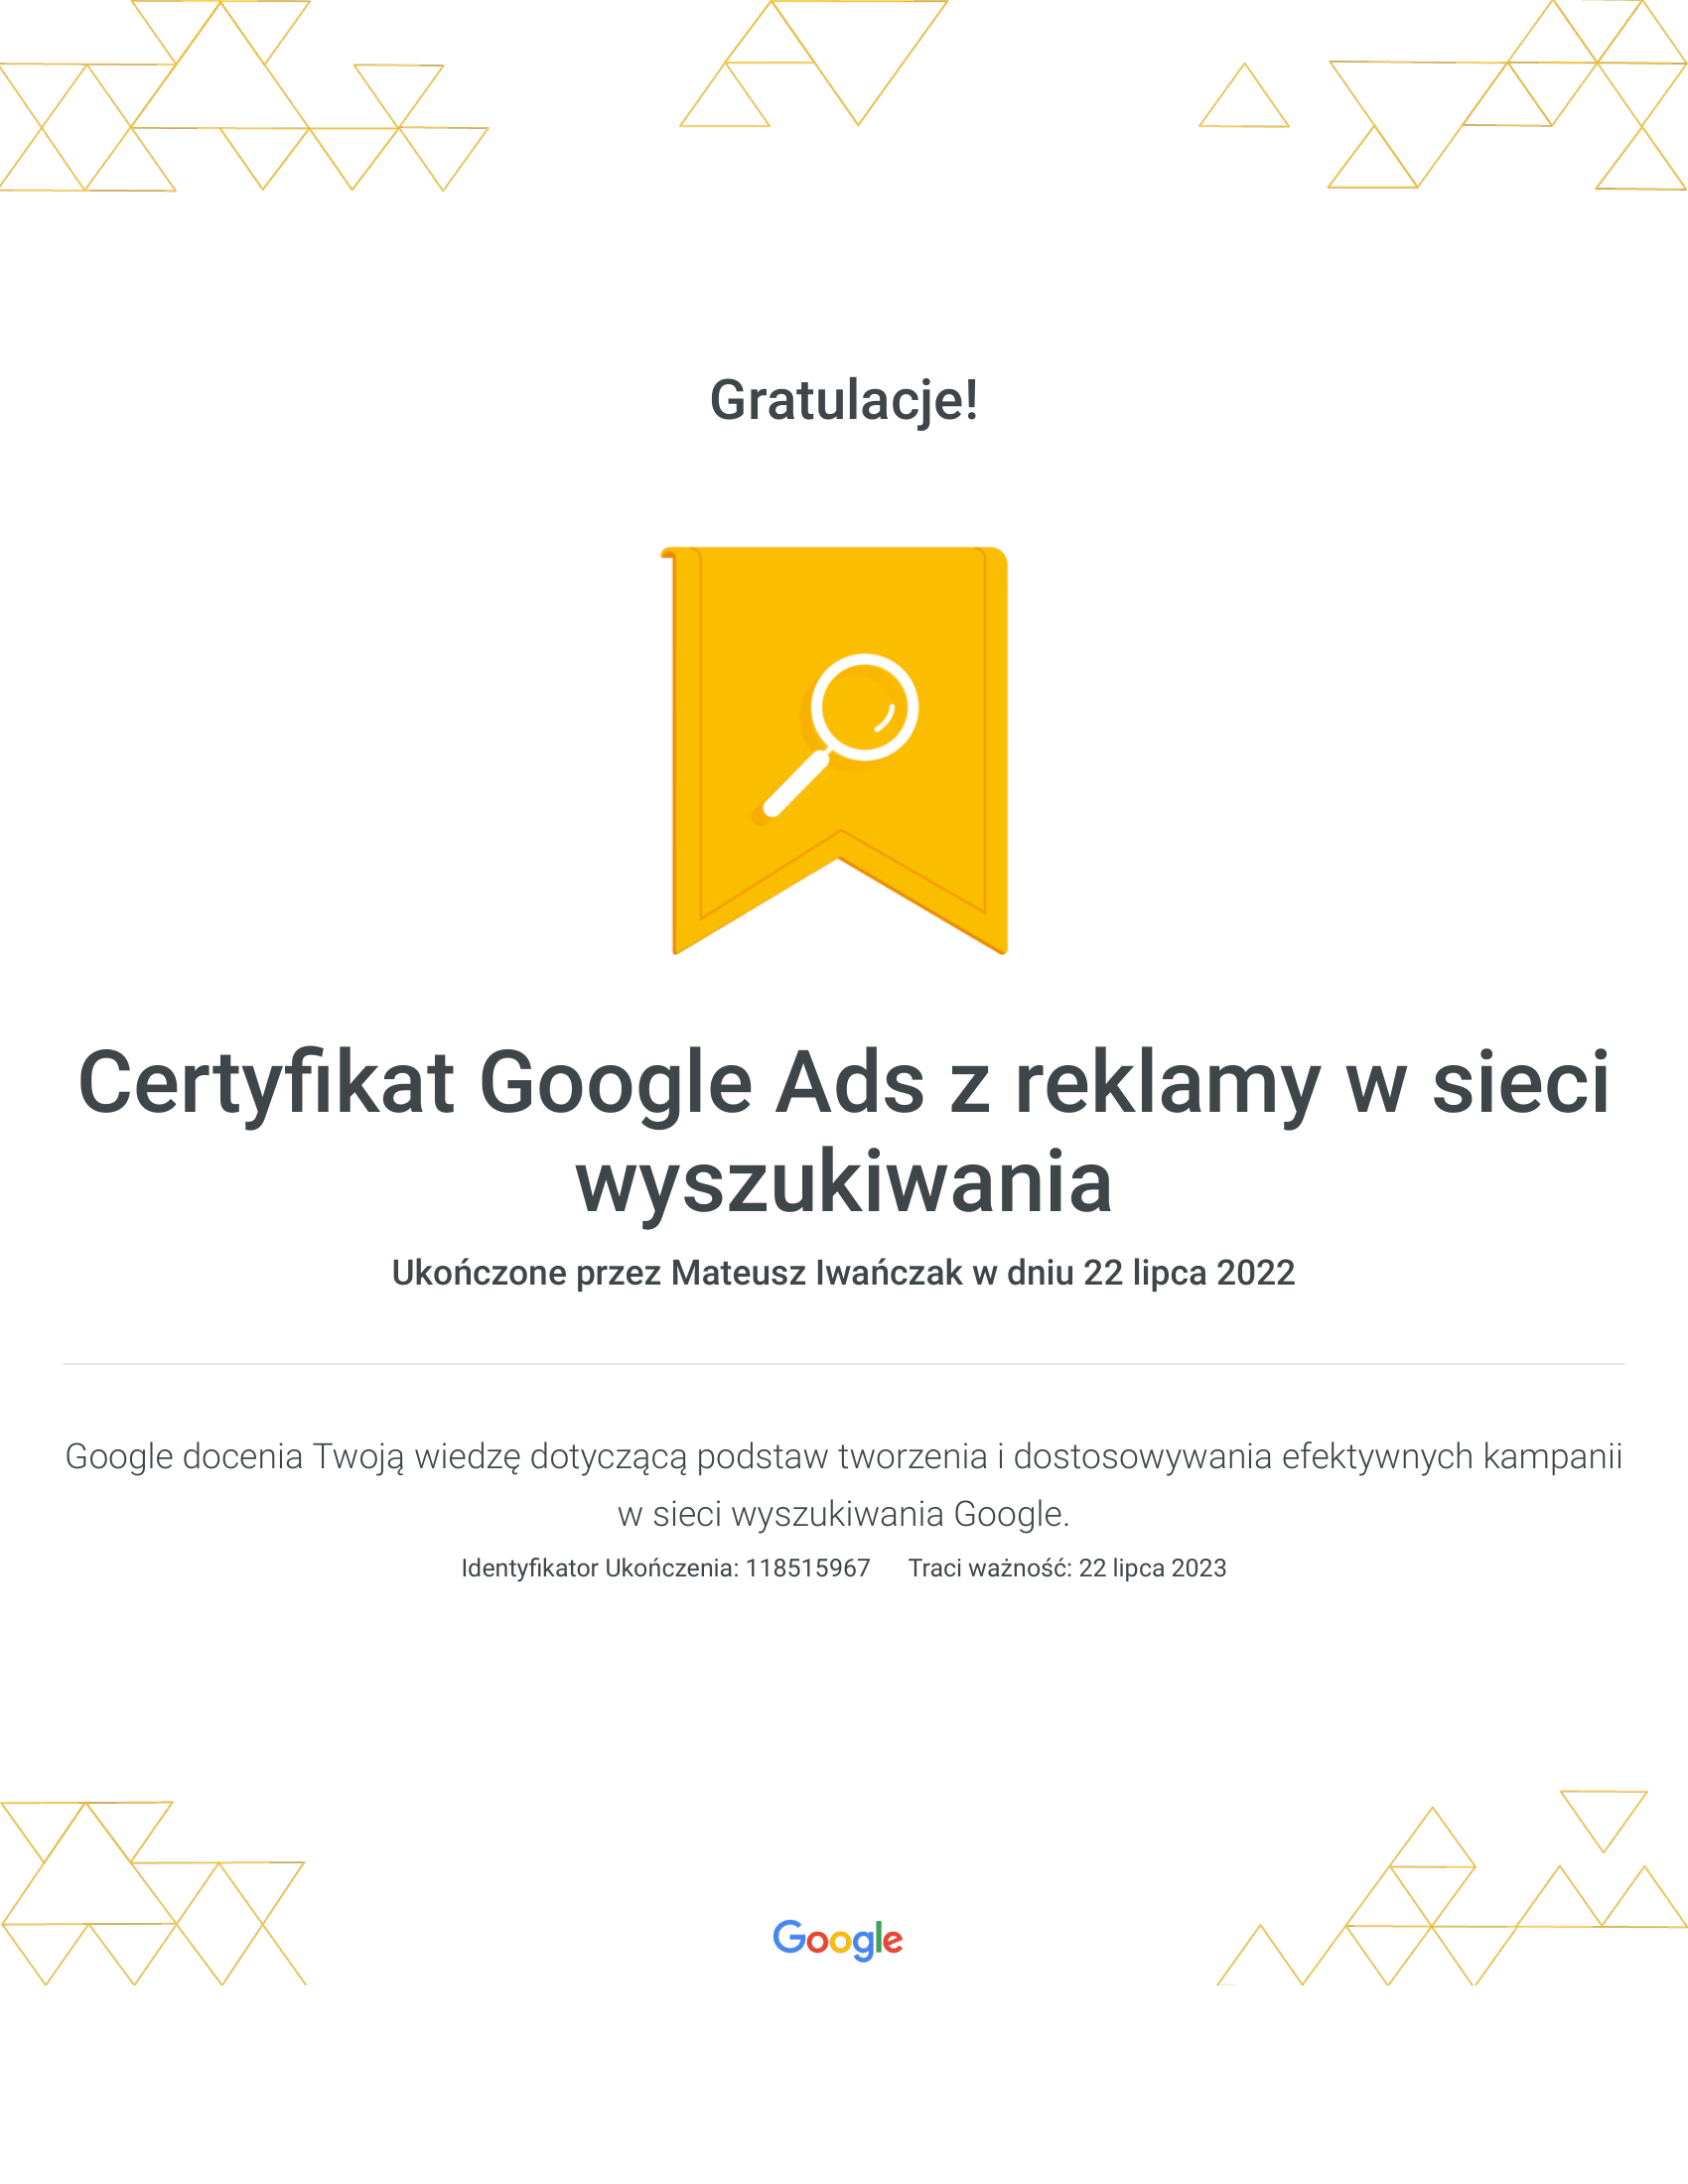 Gratulacje!
Certyfikat Google Ads z reklamy w sieci
wyszukiwania
Ukończone przez Mateusz Iwańczak w dniu 22 lipca 2022
Google docenia Twoją wiedzę dotyczącą podstaw tworzenia i dostosowywania efektywnych kampanii
w sieci wyszukiwania Google.
Identyfikator Ukończenia: 118515967 Traci ważność: 22 lipca 2023
Google